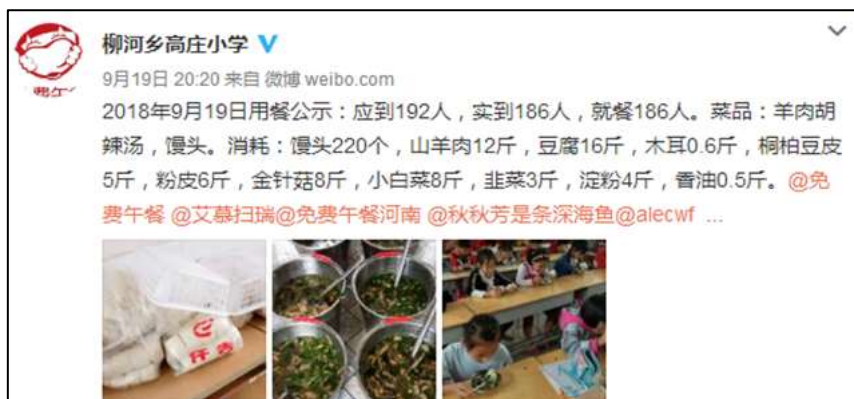 柳河乡高庄小学
9月19日 20:20 来自 微博 weibo.com
2018年9月19日用餐公示：应到192人，实到186人，就餐186人。菜品：羊肉胡
辣汤，馒头。消耗：馒头220个，山羊肉12斤，豆腐16斤，木耳0.6斤，桐柏豆皮
5斤，粉皮6斤，金针菇8斤，小白菜8斤，韭菜3斤，淀粉4斤，香油0.5斤。@免
费午餐 @艾慕扫瑞@免费午餐河南 @秋秋芳是条深海鱼@alecwf ...